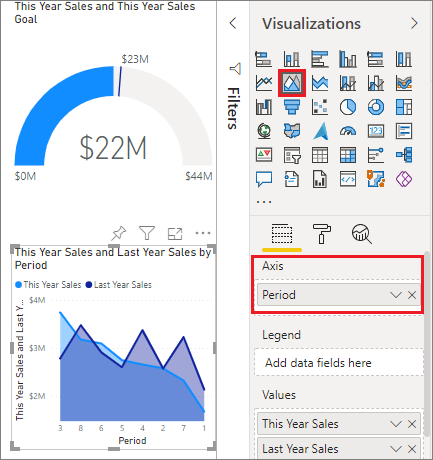 This Year Sales and This Year Sales
Goal
$23M
$22M
$0M
$44M
This Year Sales and Last Year Sales by
Period
This Year Sales
Last Year Sales
This Year Sales and Last Y...
$4M
$3M
$2M
3 8 6 5 4 2 7 1
Period
Filters
Visualizations
123
R
Py
...
Axis
Period
Legend
Add data fields here
Values
This Year Sales
Last Year Sales